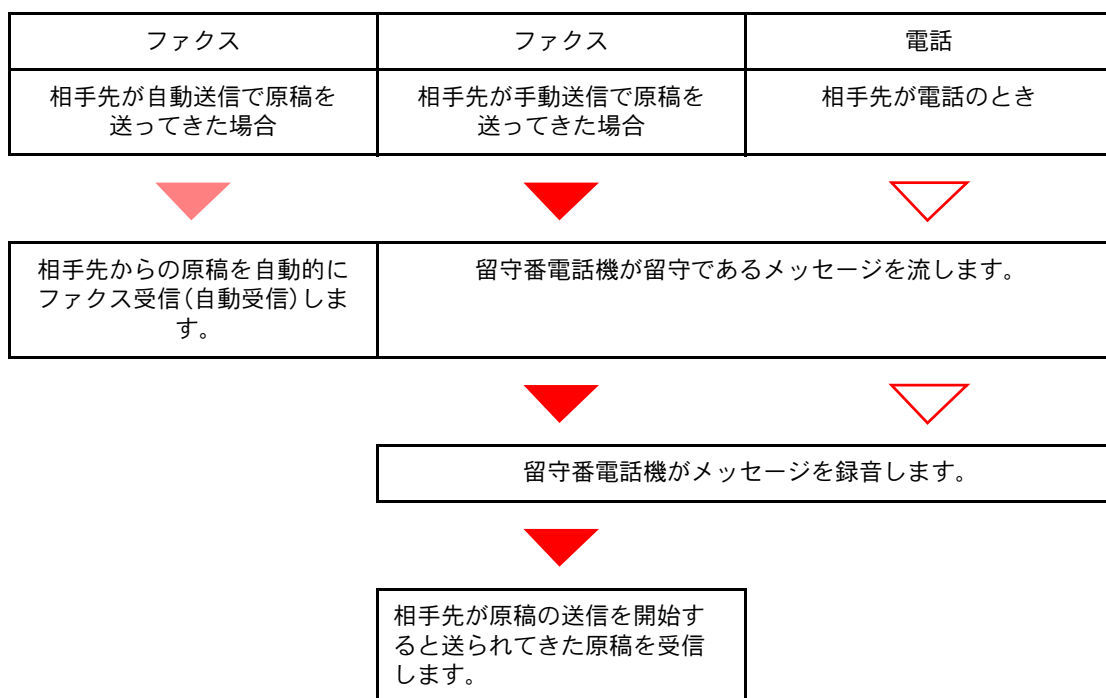 ファクス
ファクス
電話
相手先が自動送信で原稿を
送ってきた場合
相手先が手動送信で原稿を
送ってきた場合
相手先が電話のとき
相手先からの原稿を自動的に
ファクス受信(自動受信)しま
す。
留守番電話機が留守であるメッセージを流します。
留守番電話機がメッセージを録音します。
相手先が原稿の送信を開始す
ると送られてきた原稿を受信
します。